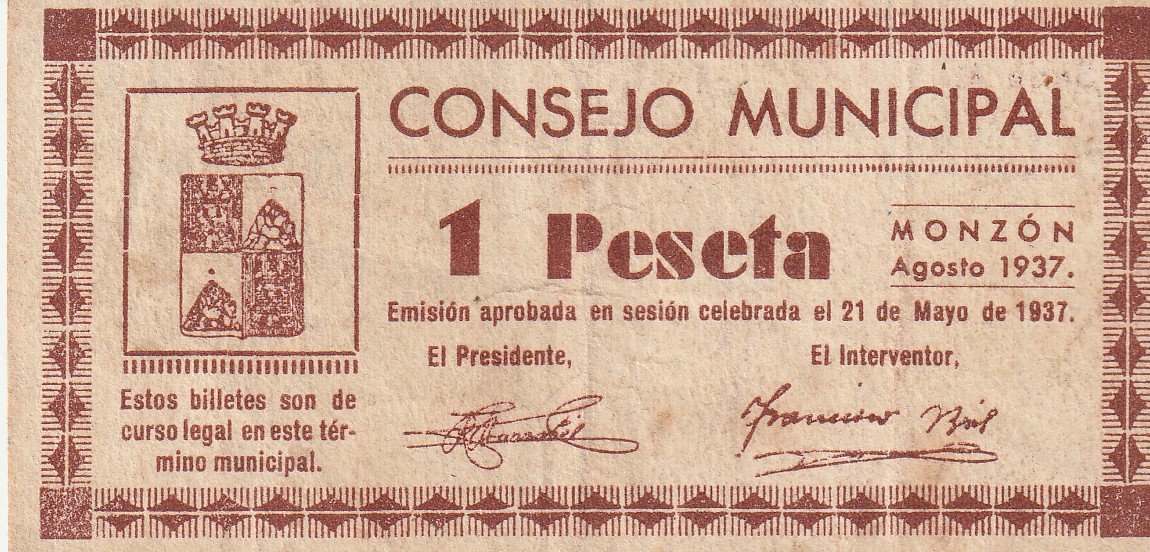 CONSEJO MUNICIPAL
1 Peseta
MONZÓN
Agosto 1937.
Emisión aprobada en sesión celebrada el 21 de Mayo de 1937.
El Presidente,
El Interventor,
Francisco
Estos billetes son de
curso legal en este tér-
mino municipal.